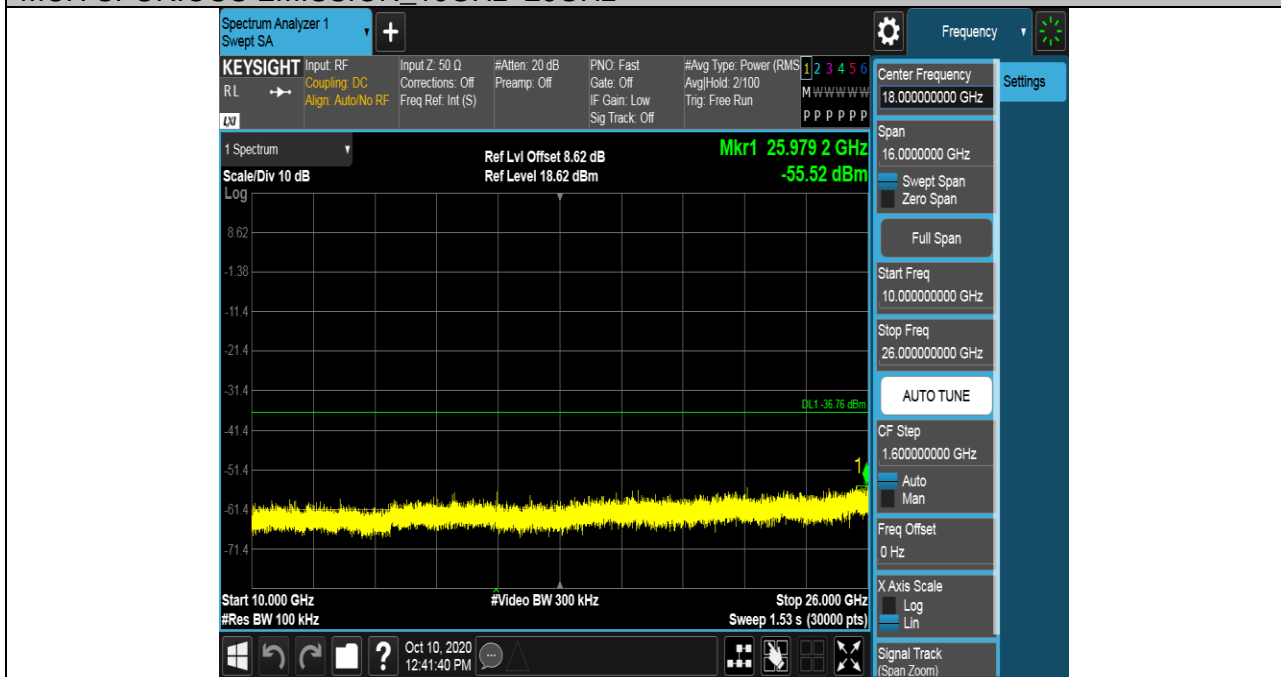 Spectrum Analyzer 1
Swept SA
+
Frequency
KEYSIGHT
RL
LXI
Input: RF
Coupling: DC
Align: Auto/No RF
Input Z: 50 Ω
Corrections: Off
Freq Ref: Int (S)
#Atten: 20 dB
Preamp: Off
PNO: Fast
Gate: Off
IF Gain: Low
Sig Track: Off
#Avg Type: Power (RMS
Avg|Hold: 2/100
Trig: Free Run
1 2 3 4 5 6
M W W W W W
P P P P P P
1 Spectrum
Scale/Div 10 dB
Log
Ref Lvl Offset 8.62 dB
Ref Level 18.62 dBm
Mkr1 25.979 2 GHz
-55.52 dBm
8.62
-1.38
-11.4
-21.4
-31.4
DL1 -36.76 dBm
-41.4
-51.4
1
-61.4
-71.4
Start 10.000 GHz
#Res BW 100 kHz
#Video BW 300 kHz
Stop 26.000 GHz
Sweep 1.53 s (30000 pts)
?
Oct 10, 2020
12:41:40 PM
Center Frequency
18.000000000 GHz
Span
16.0000000 GHz
Swept Span
Zero Span
Full Span
Start Freq
10.000000000 GHz
Stop Freq
26.000000000 GHz
AUTO TUNE
CF Step
1.600000000 GHz
Auto
Man
Freq Offset
0 Hz
X Axis Scale
Log
Lin
Signal Track
(Span Zoom)
Settings